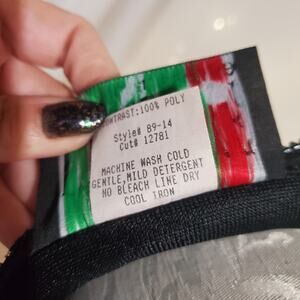 CONTRAST:100% POLY
Style# 89-14
Cut# 12781
MACHINE WASH COLD
GENTLE,MILD DETERGENT
NO BLEACH LINE DRY
COOL IRON